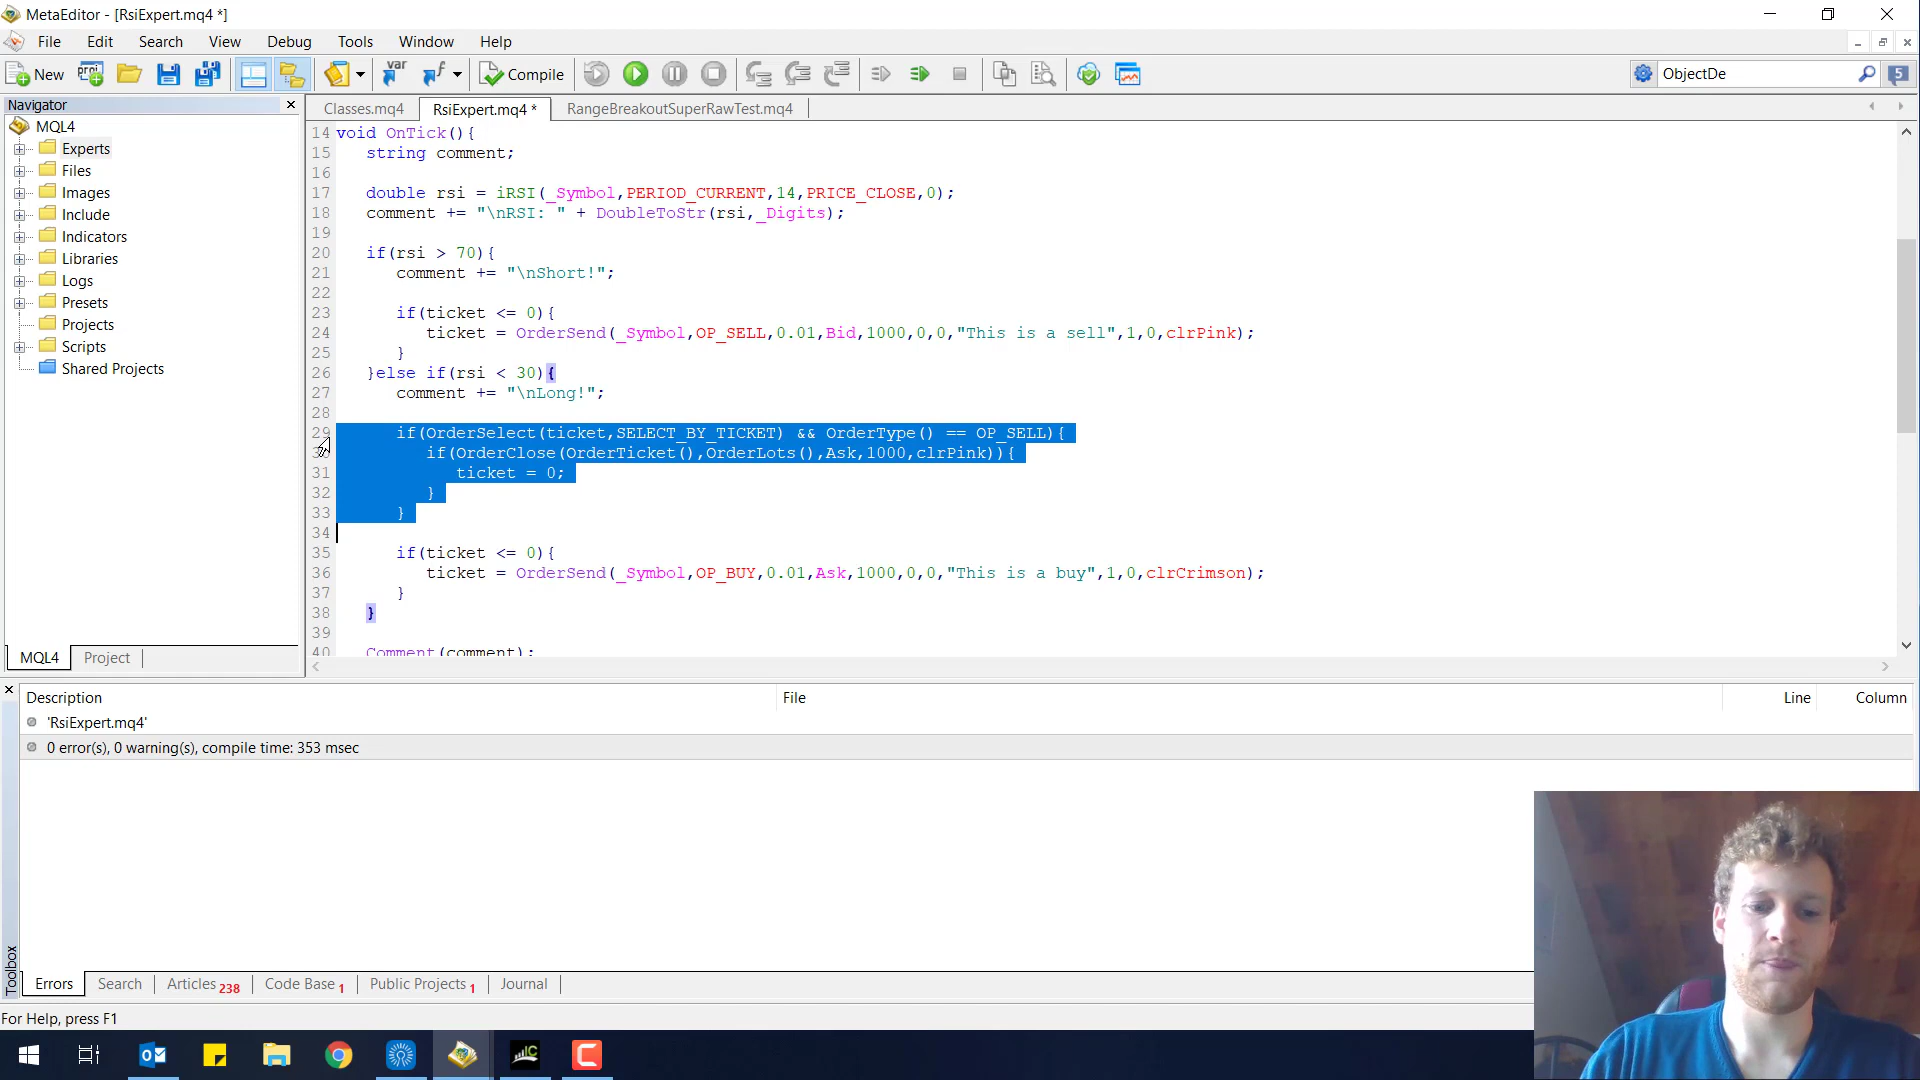 MetaEditor - [RsiExpert.mq4 *]
File Edit Search View Debug Tools Window Help
New proj var f Compile ObjectDe 5
Navigator
Classes.mq4 RsiExpert.mq4 * RangeBreakoutSuperRawTest.mq4
MQL4
Experts
Files
Images
Include
Indicators
Libraries
Logs
Presets
Projects
Scripts
Shared Projects
MQL4 Project
14 void OnTick(){
15 string comment;
16
17 double rsi = iRSI(_Symbol,PERIOD_CURRENT,14,PRICE_CLOSE,0);
18 comment += "\nRSI: " + DoubleToStr(rsi,_Digits);
19
20 if(rsi > 70){
21 comment += "\nShort!";
22
23 if(ticket <= 0){
24 ticket = OrderSend(_Symbol,OP_SELL,0.01,Bid,1000,0,0,"This is a sell",1,0,clrPink);
25 }
26 }else if(rsi < 30){
27 comment += "\nLong!";
28
29 if(OrderSelect(ticket,SELECT_BY_TICKET) && OrderType() == OP_SELL){
30 if(OrderClose(OrderTicket(),OrderLots(),Ask,1000,clrPink)){
31 ticket = 0;
32 }
33 }
34
35 if(ticket <= 0){
36 ticket = OrderSend(_Symbol,OP_BUY,0.01,Ask,1000,0,0,"This is a buy",1,0,clrCrimson);
37 }
38 }
39
40 Comment(comment);
Description File Line Column
'RsiExpert.mq4'
0 error(s), 0 warning(s), compile time: 353 msec
Toolbox
Errors Search Articles 238 Code Base 1 Public Projects 1 Journal
For Help, press F1